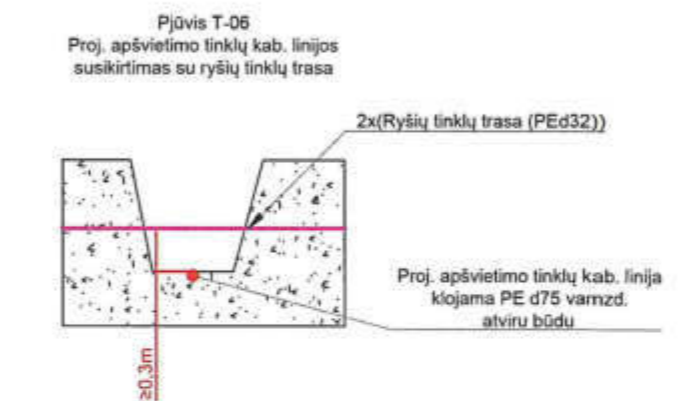 Pjūvis T-06
Proj. apšvietimo tinklų kab. linijos
susikirtimas su ryšių tinklų trasa
2x(Ryšių tinklų trasa (PEd32))
Proj. apšvietimo tinklų kab. linija
klojama PE d75 vamzd.
atviru būdu
≥0,3m